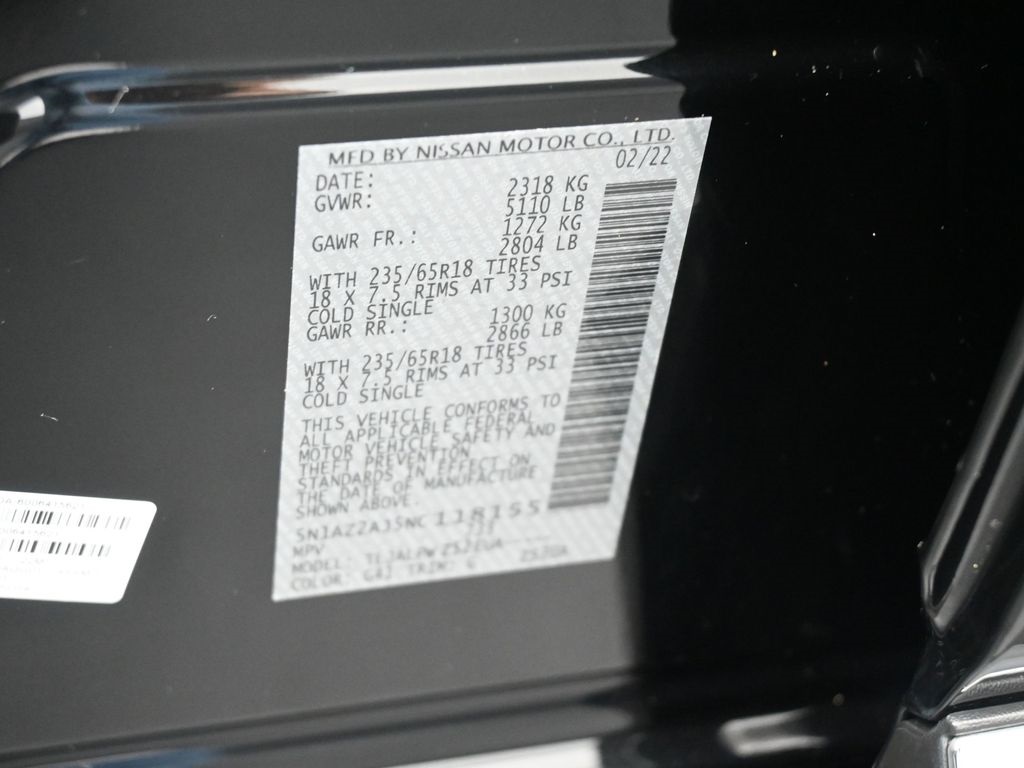 MFD BY NISSAN MOTOR CO., LTD.
DATE: 02/22
GVWR: 2318 KG
5110 LB
GAWR FR.: 1272 KG
2804 LB
WITH 235/65R18 TIRES
18 X 7.5 RIMS AT 33 PSI
COLD SINGLE
GAWR RR.: 1300 KG
2866 LB
WITH 235/65R18 TIRES
18 X 7.5 RIMS AT 33 PSI
COLD SINGLE
THIS VEHICLE CONFORMS TO
ALL APPLICABLE FEDERAL
MOTOR VEHICLE SAFETY AND
THEFT PREVENTION
STANDARDS IN EFFECT ON
THE DATE OF MANUFACTURE
SHOWN ABOVE.
MPV
MODEL:
COLOR: TRIM: G